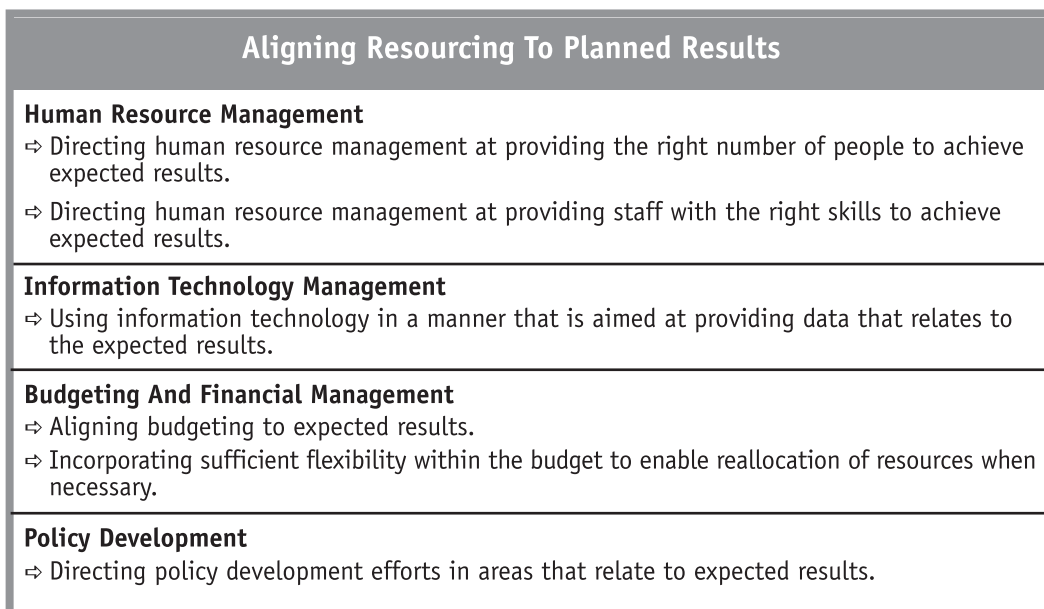 Aligning Resourcing To Planned Results
Human Resource Management
⇨ Directing human resource management at providing the right number of people to achieve
expected results.
⇨ Directing human resource management at providing staff with the right skills to achieve
expected results.
Information Technology Management
⇨ Using information technology in a manner that is aimed at providing data that relates to
the expected results.
Budgeting And Financial Management
⇨ Aligning budgeting to expected results.
⇨ Incorporating sufficient flexibility within the budget to enable reallocation of resources when
necessary.
Policy Development
⇨ Directing policy development efforts in areas that relate to expected results.